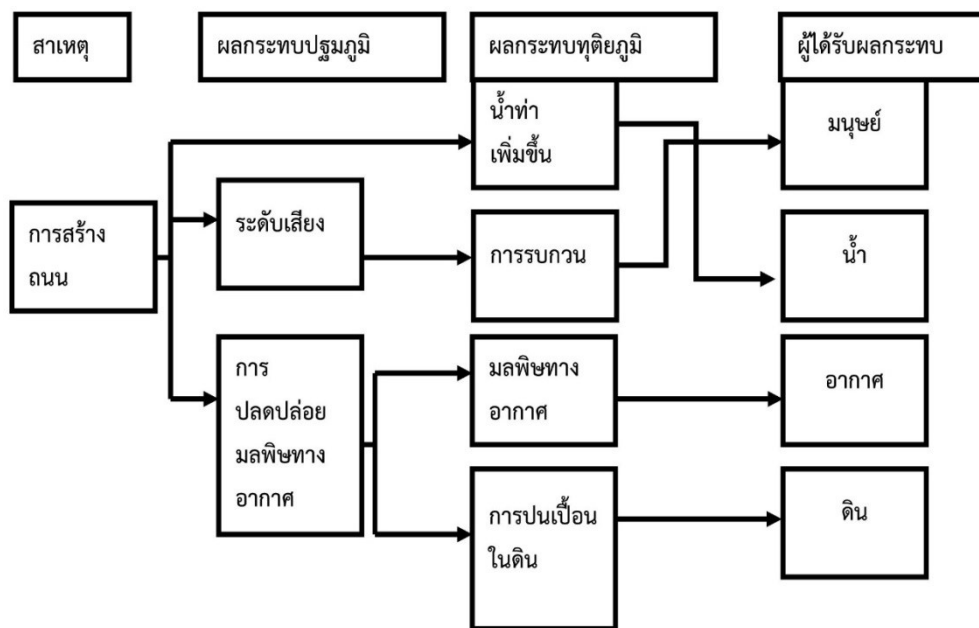 สาเหตุ
ผลกระทบปฐมภูมิ
ผลกระทบทุติยภูมิ
ผู้ได้รับผลกระทบ
น้ำท่า
เพิ่มขึ้น
มนุษย์
การสร้าง
ถนน
ระดับเสียง
การรบกวน
น้ำ
การ
ปลดปล่อย
มลพิษทาง
อากาศ
มลพิษทาง
อากาศ
อากาศ
การปนเปื้อน
ในดิน
ดิน